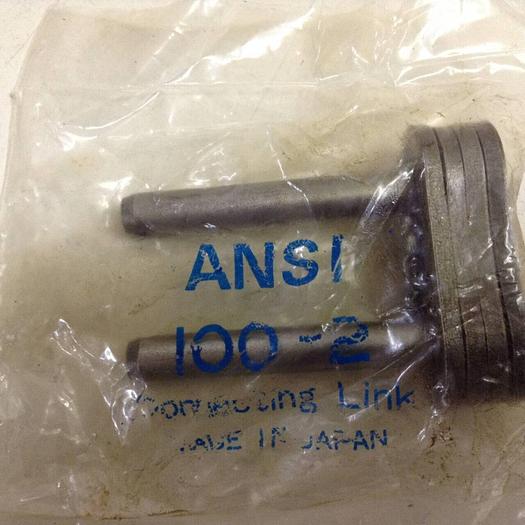 ANSI
100-2
Connecting Link
MADE IN JAPAN